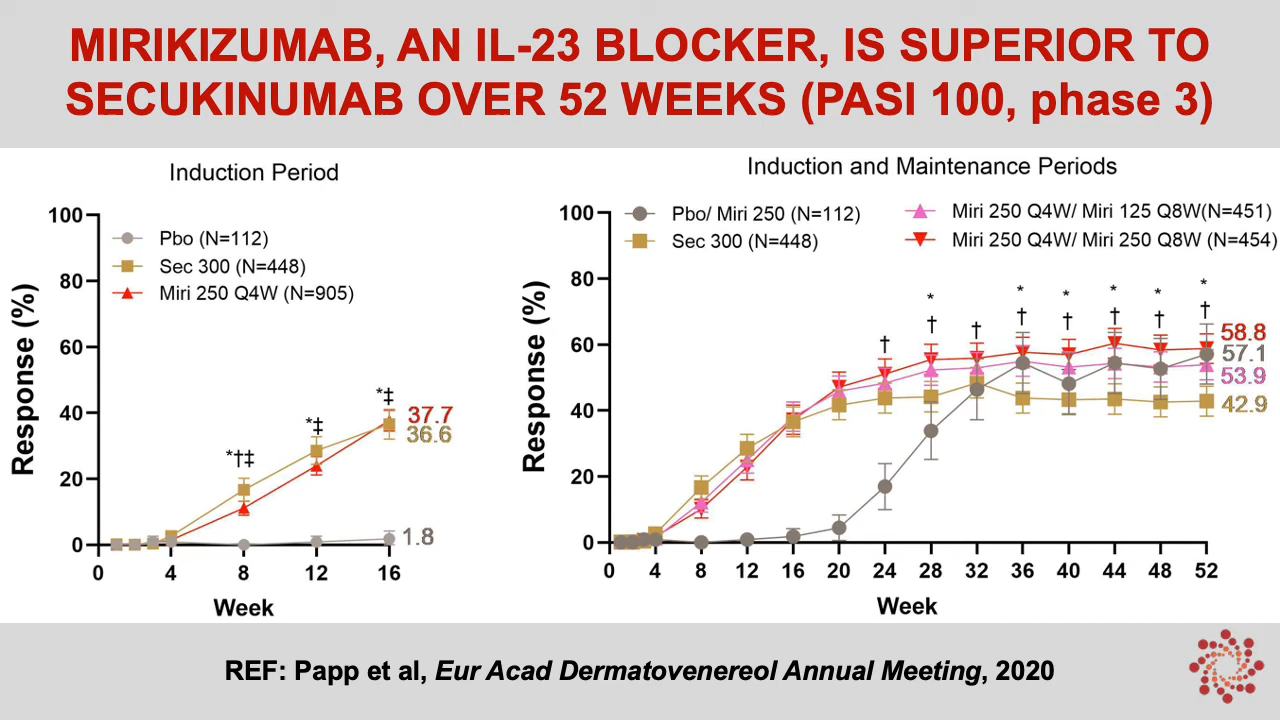 MIRIKIZUMAB, AN IL-23 BLOCKER, IS SUPERIOR TO
SECUKINUMAB OVER 52 WEEKS (PASI 100, phase 3)
Induction Period
Response (%)
100
80
60
40
20
0
Pbo (N=112)
Sec 300 (N=448)
Miri 250 Q4W (N=905)
*†‡
*‡
*‡
37.7
36.6
1.8
0 4 8 12 16
Week
Induction and Maintenance Periods
Response (%)
100
80
60
40
20
0
Pbo/ Miri 250 (N=112)
Sec 300 (N=448)
Miri 250 Q4W/ Miri 125 Q8W(N=451)
Miri 250 Q4W/ Miri 250 Q8W (N=454)
* * * * * *
† † † † † † † †
58.8
57.1
53.9
42.9
0 4 8 12 16 20 24 28 32 36 40 44 48 52
Week
REF: Papp et al, Eur Acad Dermatovenereol Annual Meeting, 2020